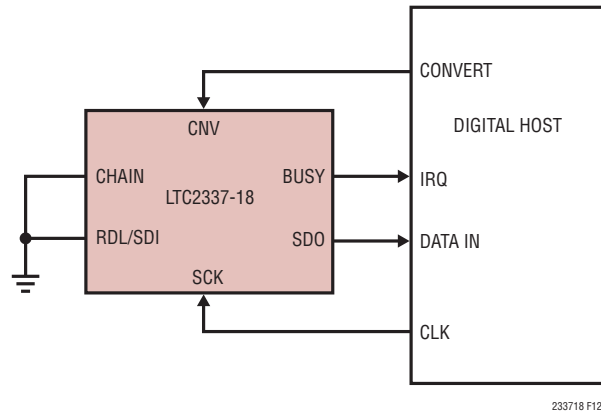 CONVERT
CNV
DIGITAL HOST
CHAIN
BUSY
IRQ
LTC2337-18
RDL/SDI
SDO
DATA IN
SCK
CLK
233718 F12